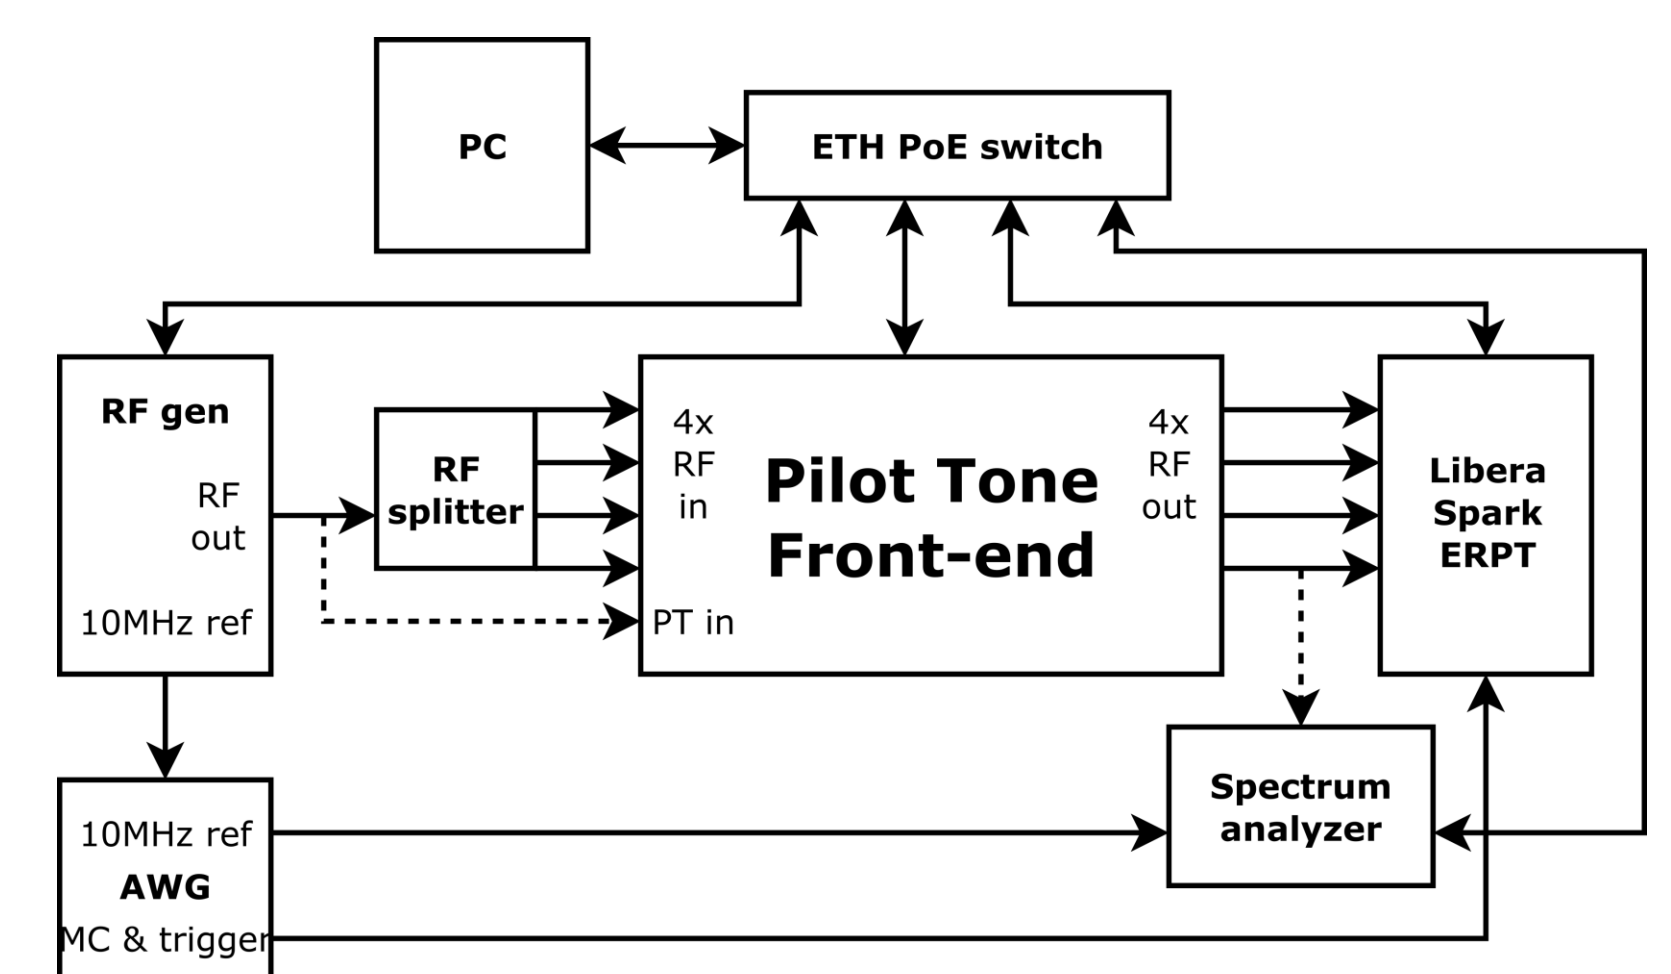 PC
ETH PoE switch
RF gen
RF
out
10MHz ref
RF
splitter
4x
RF
in
PT in
Pilot Tone
Front-end
4x
RF
out
Libera
Spark
ERPT
Spectrum
analyzer
10MHz ref
AWG
MC & trigger